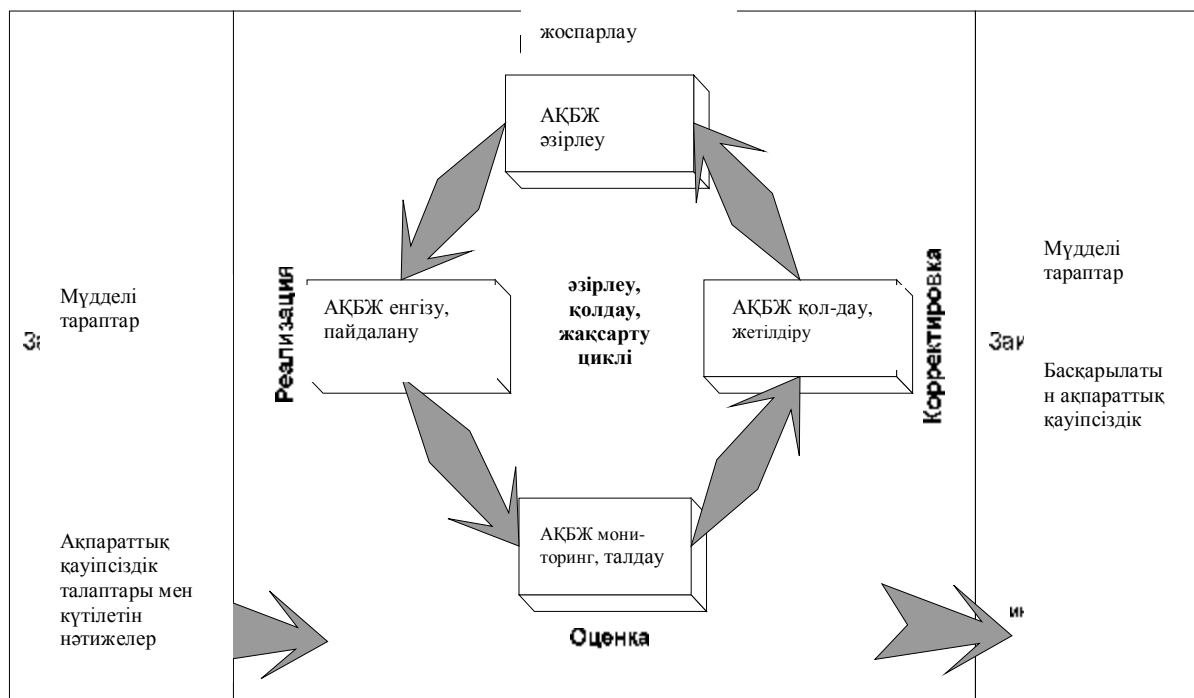 жоспарлау
АҚБЖ
әзірлеу
Мүдделі
тараптар
Реализация
АҚБЖ енгізу,
пайдалану
әзірлеу,
қолдау,
жақсарту
циклі
АҚБЖ қол-дау,
жетілдіру
Корректировка
Мүдделі
тараптар
Басқарылаты
н ақпараттық
қауіпсіздік
АҚБЖ мони-
торинг, талдау
Оценка
Ақпараттық
қауіпсіздік
талаптары мен
күтілетін
нәтижелер